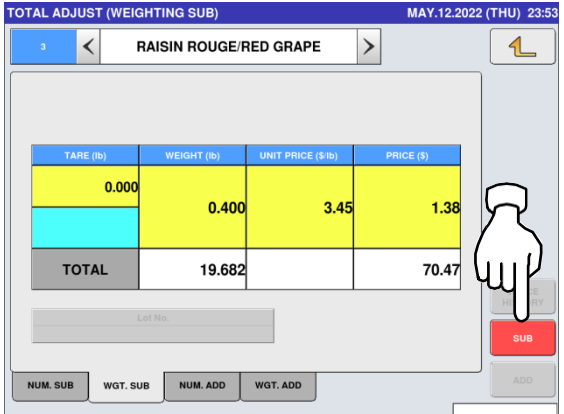 TOTAL ADJUST (WEIGHTING SUB) MAY.12.2022 (THU) 23:53
3 RAISIN ROUGE/RED GRAPE
TARE (lb) WEIGHT (lb) UNIT PRICE ($/lb) PRICE ($)
0.000
0.400 3.45 1.38
TOTAL 19.682 70.47
Lot No.
SUB
ADD
NUM. SUB WGT. SUB NUM. ADD WGT. ADD